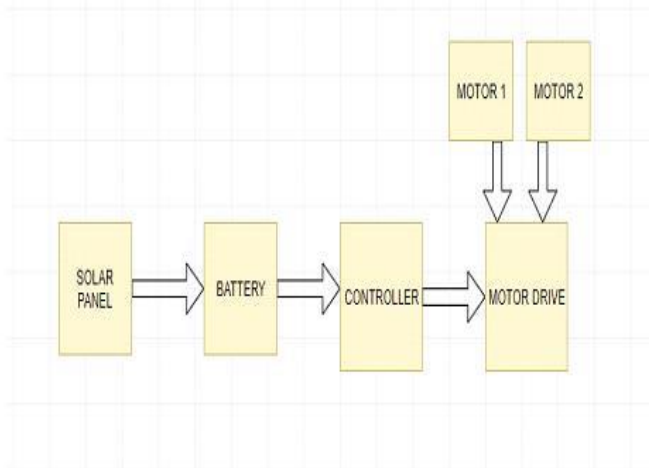 MOTOR 1
MOTOR 2
SOLAR
PANEL
BATTERY
CONTROLLER
MOTOR DRIVE